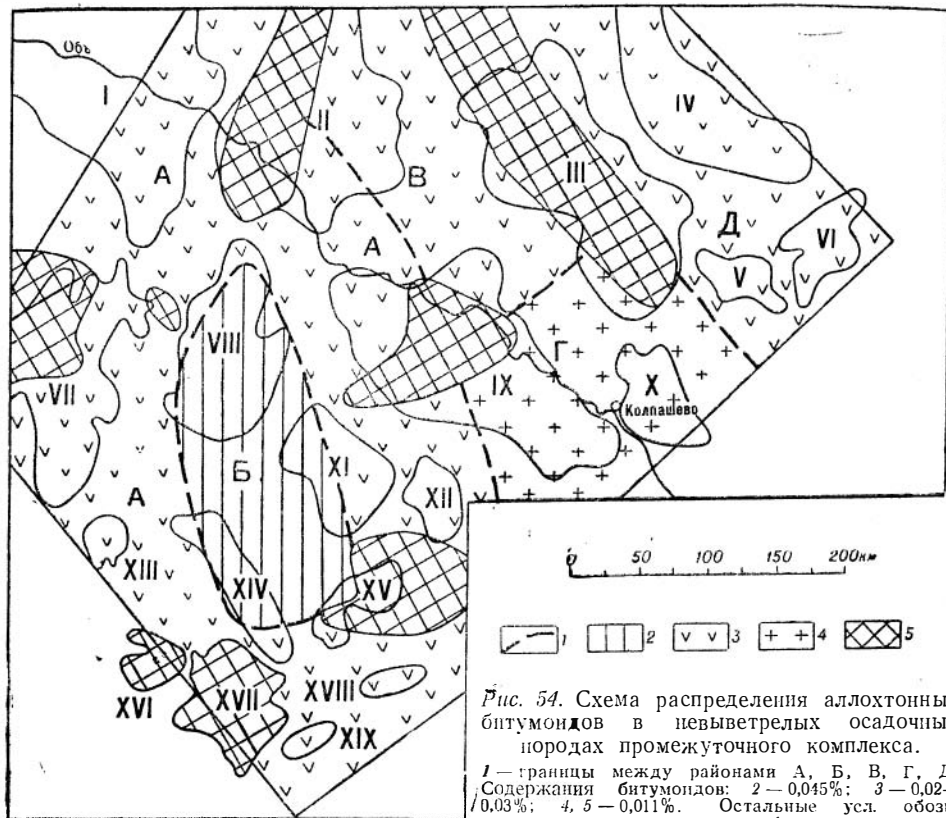 Объ
I
II
III
IV
А
В
А
Д
VI
V
VIII
Г
VII
IX
X
Колпашево
А
Б
XI
XII
XIII
XIV
XV
XVI
XVII
XVIII
XIX
0 50 100 150 200км
1 2 3 4 5
Рис. 54. Схема распределения аллохтонны
битумоидов в невыветрелых осадочны
породах промежуточного комплекса.
1 — границы между районами А, Б, В, Г, Д
Содержания битумоидов: 2 — 0,045%; 3 — 0,02-
0,03%; 4, 5 — 0,011%. Остальные усл. обозн